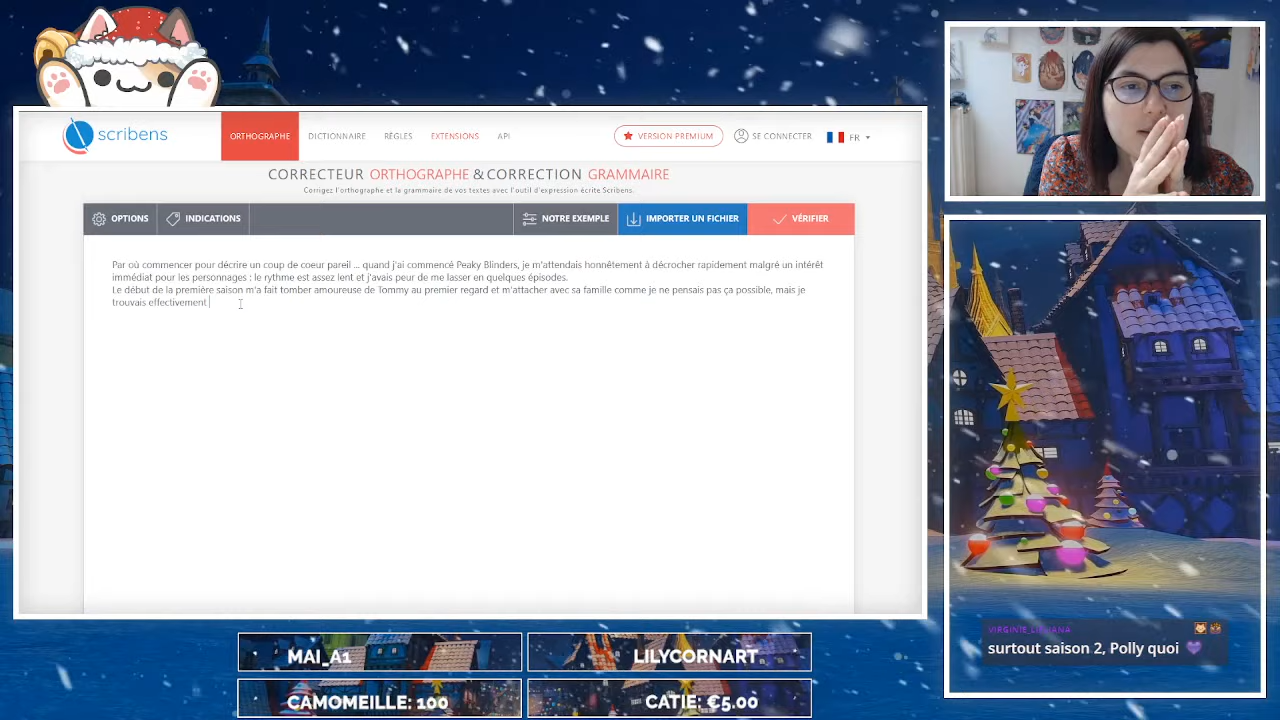 scribens
ORTHOGRAPHE
DICTIONNAIRE
RÈGLES
EXTENSIONS
API
VERSION PREMIUM
SE CONNECTER
FR
CORRECTEUR ORTHOGRAPHE & CORRECTION GRAMMAIRE
Corrigez l'orthographe et la grammaire de vos textes avec l'outil d'expression écrite Scribens.
OPTIONS
INDICATIONS
NOTRE EXEMPLE
IMPORTER UN FICHIER
VÉRIFIER
Par où commencer pour décrire un coup de coeur pareil ... quand j'ai commencé Peaky Blinders, je m'attendais honnêtement à décrocher rapidement malgré un intérêt
immédiat pour les personnages : le rythme est assez lent et j'avais peur de me lasser en quelques épisodes.
Le début de la première saison m'a fait tomber amoureuse de Tommy au premier regard et m'attacher avec sa famille comme je ne pensais pas ça possible, mais je
trouvais effectivement
surtout saison 2, Polly quoi 💜
MAI_A1
LILYCORNART
CAMOMEILLE: 100
CATIE: €5.00